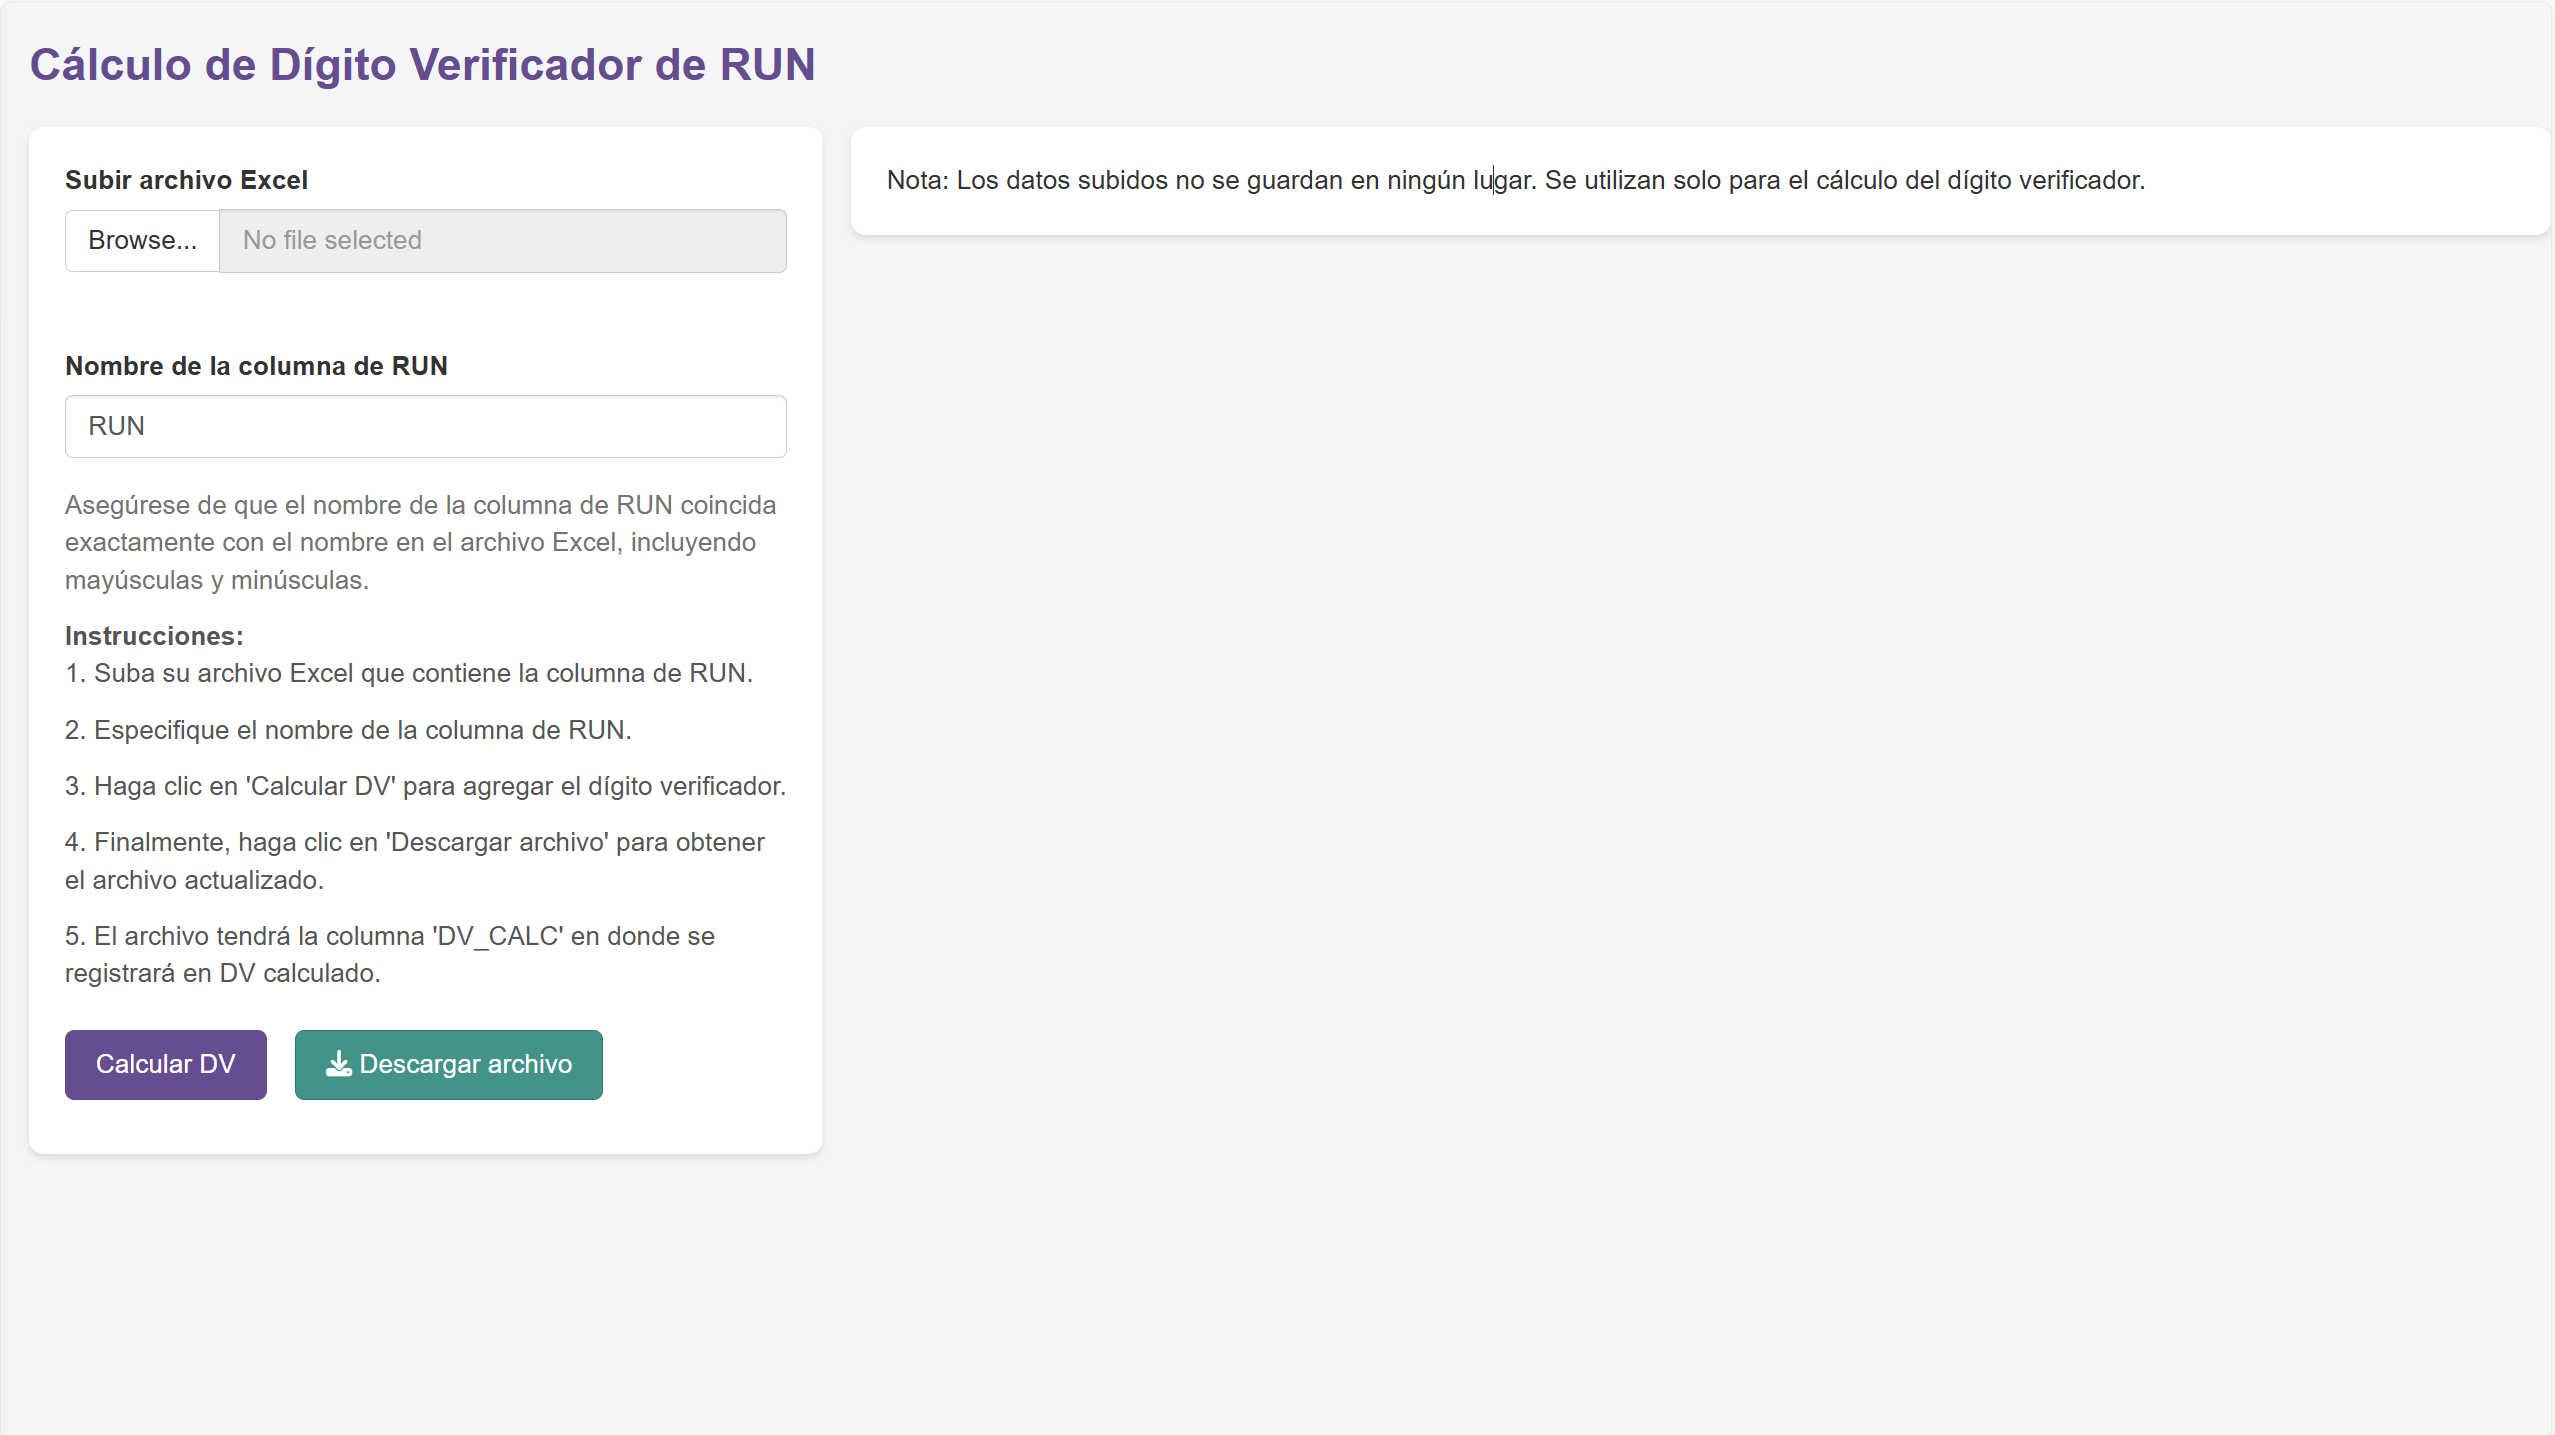 Cálculo de Dígito Verificador de RUN
Subir archivo Excel
Browse... No file selected
Nombre de la columna de RUN
RUN
Asegúrese de que el nombre de la columna de RUN coincida
exactamente con el nombre en el archivo Excel, incluyendo
mayúsculas y minúsculas.
Instrucciones:
1. Suba su archivo Excel que contiene la columna de RUN.
2. Especifique el nombre de la columna de RUN.
3. Haga clic en 'Calcular DV' para agregar el dígito verificador.
4. Finalmente, haga clic en 'Descargar archivo' para obtener
el archivo actualizado.
5. El archivo tendrá la columna 'DV_CALC' en donde se
registrará en DV calculado.
Calcular DV
Descargar archivo
Nota: Los datos subidos no se guardan en ningún lugar. Se utilizan solo para el cálculo del dígito verificador.